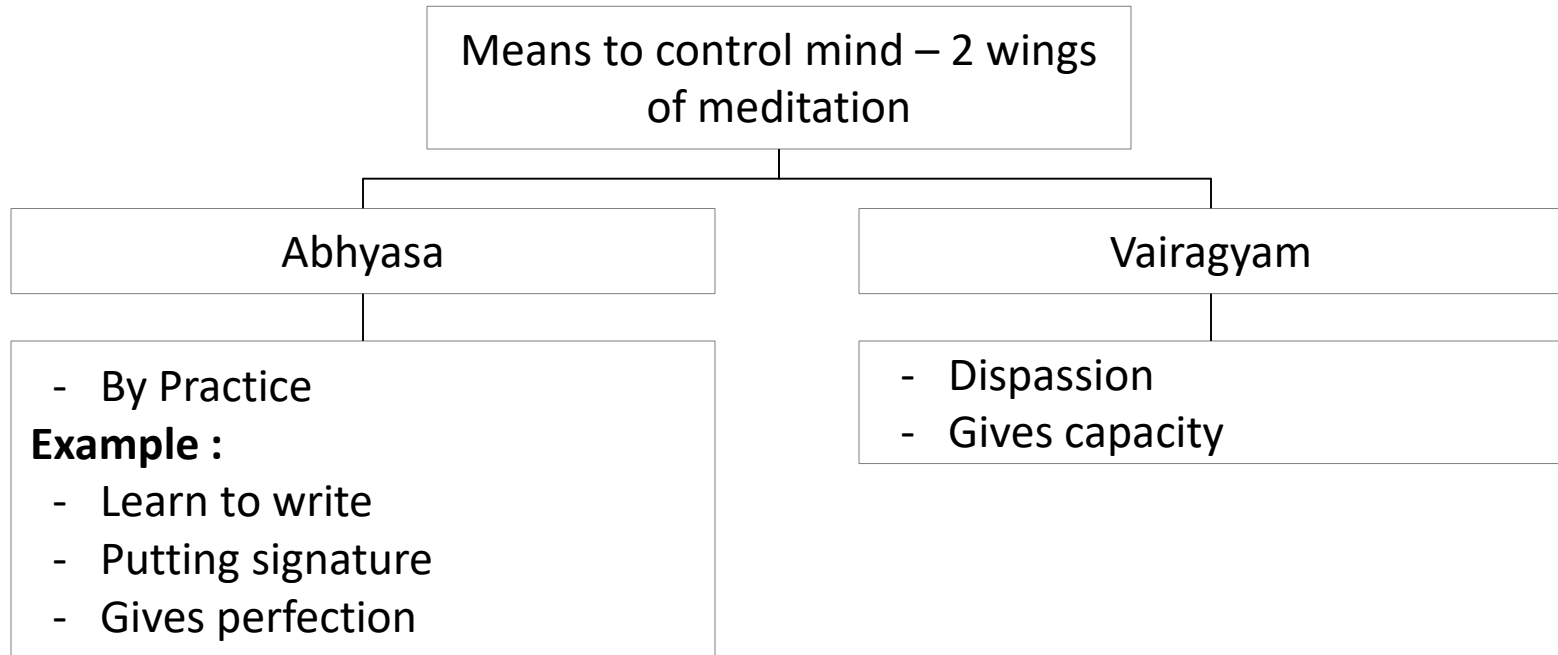 Means to control mind – 2 wings
of meditation
Abhyasa
Vairagyam
- By Practice
Example :
- Learn to write
- Putting signature
- Gives perfection
- Dispassion
- Gives capacity